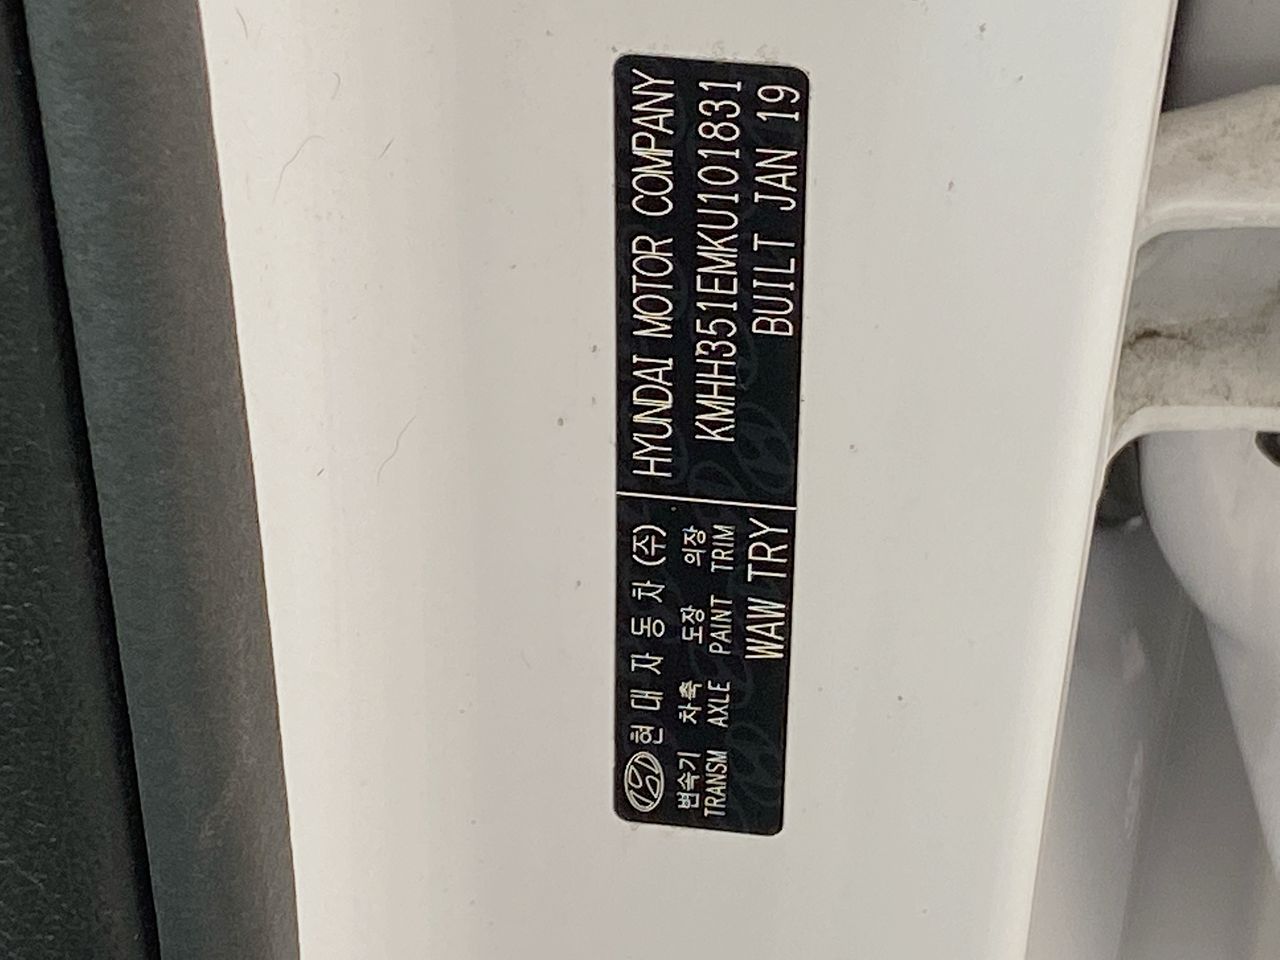 현대자동차(주)
HYUNDAI MOTOR COMPANY
변속기 차축 도장 의장
TRANSM AXLE PAINT TRIM
KMHH351EMKU101831
WAW TRY
BUILT JAN 19